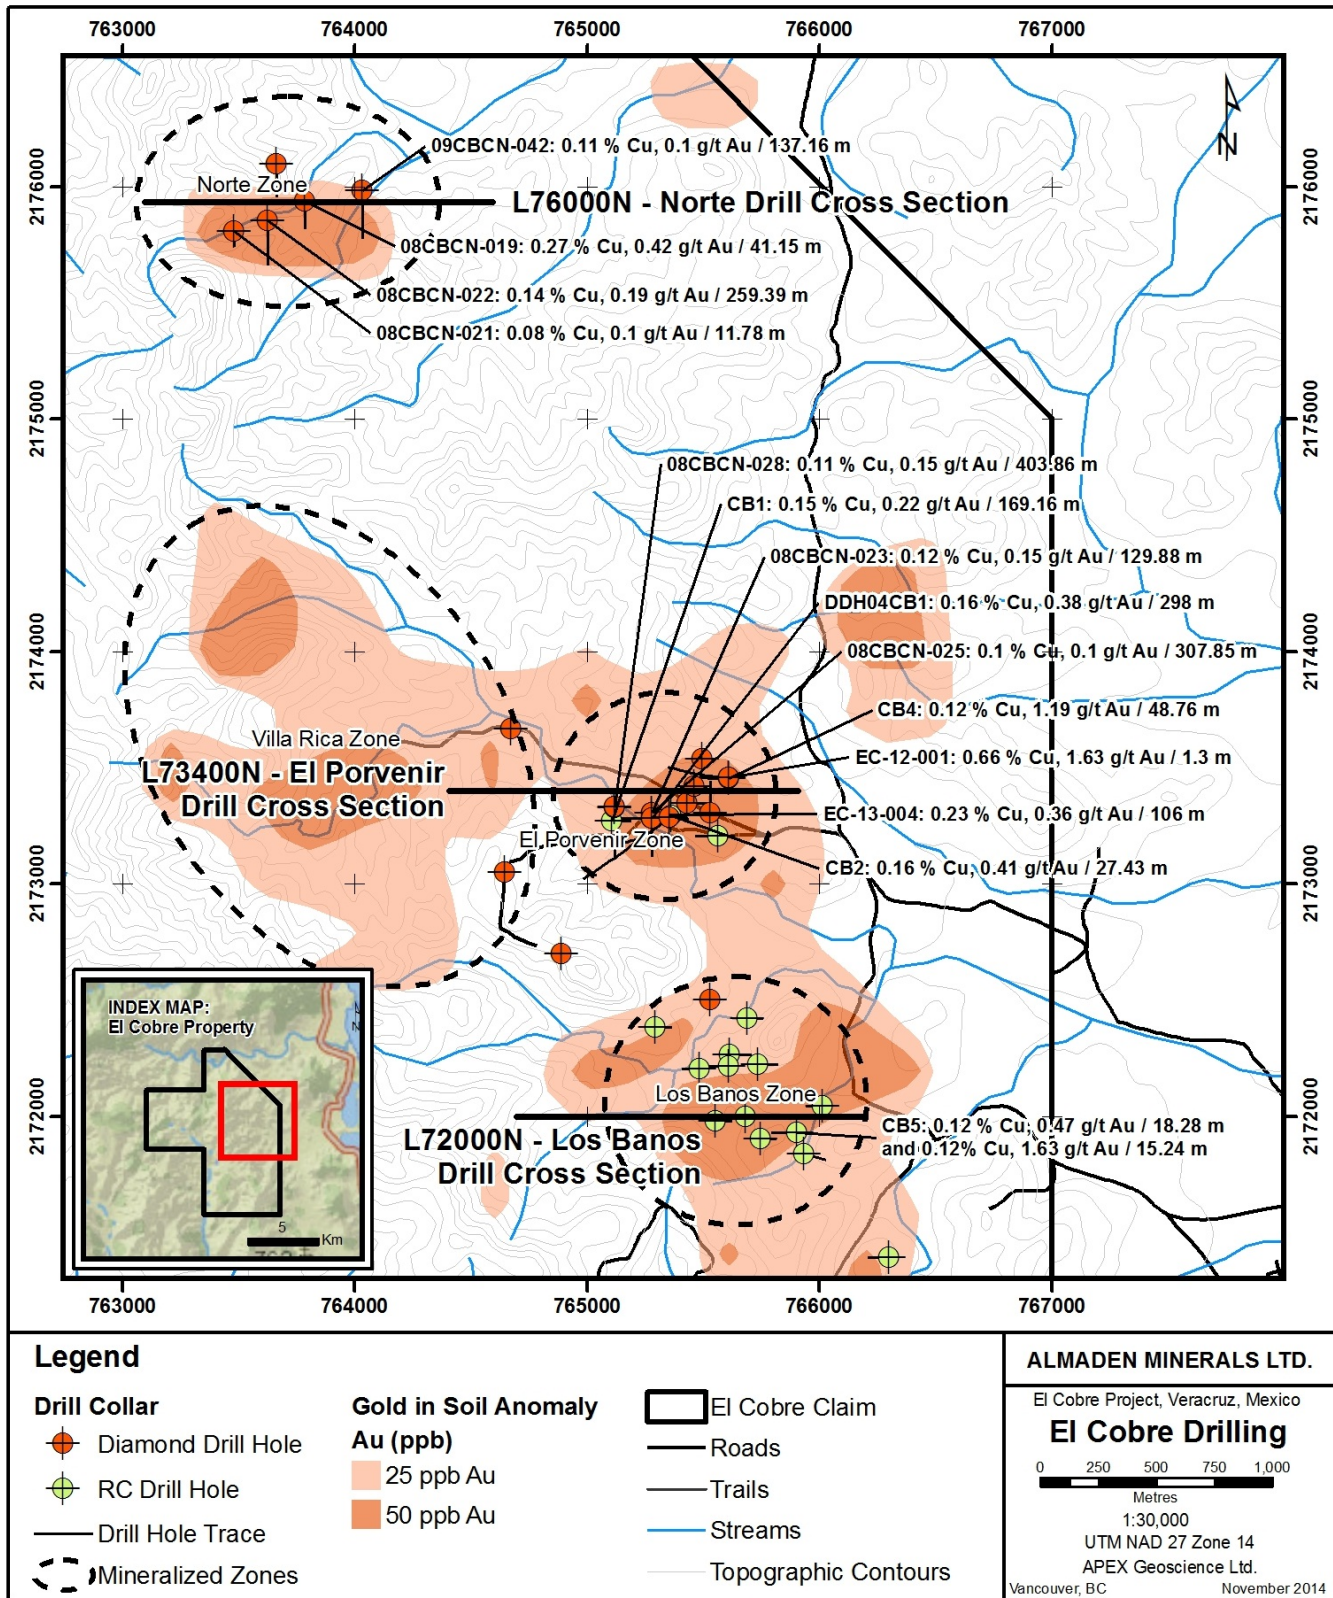 763000 764000 765000 766000 767000
2176000 2176000
2175000 2175000
2174000 2174000
2173000 2173000
2172000 2172000
N
09CBCN-042: 0.11 % Cu, 0.1 g/t Au / 137.16 m
Norte Zone
L76000N - Norte Drill Cross Section
08CBCN-019: 0.27 % Cu, 0.42 g/t Au / 41.15 m
08CBCN-022: 0.14 % Cu, 0.19 g/t Au / 259.39 m
08CBCN-021: 0.08 % Cu, 0.1 g/t Au / 11.78 m
08CBCN-028: 0.11 % Cu, 0.15 g/t Au / 403.86 m
CB1: 0.15 % Cu, 0.22 g/t Au / 169.16 m
08CBCN-023: 0.12 % Cu, 0.15 g/t Au / 129.88 m
DDH04CB1: 0.16 % Cu, 0.38 g/t Au / 298 m
08CBCN-025: 0.1 % Cu, 0.1 g/t Au / 307.85 m
CB4: 0.12 % Cu, 1.19 g/t Au / 48.76 m
Villa Rica Zone
EC-12-001: 0.66 % Cu, 1.63 g/t Au / 1.3 m
L73400N - El Porvenir
Drill Cross Section
EC-13-004: 0.23 % Cu, 0.36 g/t Au / 106 m
El Porvenir Zone
CB2: 0.16 % Cu, 0.41 g/t Au / 27.43 m
INDEX MAP:
El Cobre Property
N
5
Km
Los Banos Zone
L72000N - Los Banos
Drill Cross Section
CB5: 0.12 % Cu, 0.47 g/t Au / 18.28 m
and 0.12% Cu, 1.63 g/t Au / 15.24 m
763000 764000 765000 766000 767000
Legend
Drill Collar
Diamond Drill Hole
RC Drill Hole
Drill Hole Trace
Mineralized Zones
Gold in Soil Anomaly
Au (ppb)
25 ppb Au
50 ppb Au
El Cobre Claim
Roads
Trails
Streams
Topographic Contours
ALMADEN MINERALS LTD.
El Cobre Project, Veracruz, Mexico
El Cobre Drilling
0 250 500 750 1,000
Metres
1:30,000
UTM NAD 27 Zone 14
APEX Geoscience Ltd.
Vancouver, BC November 2014